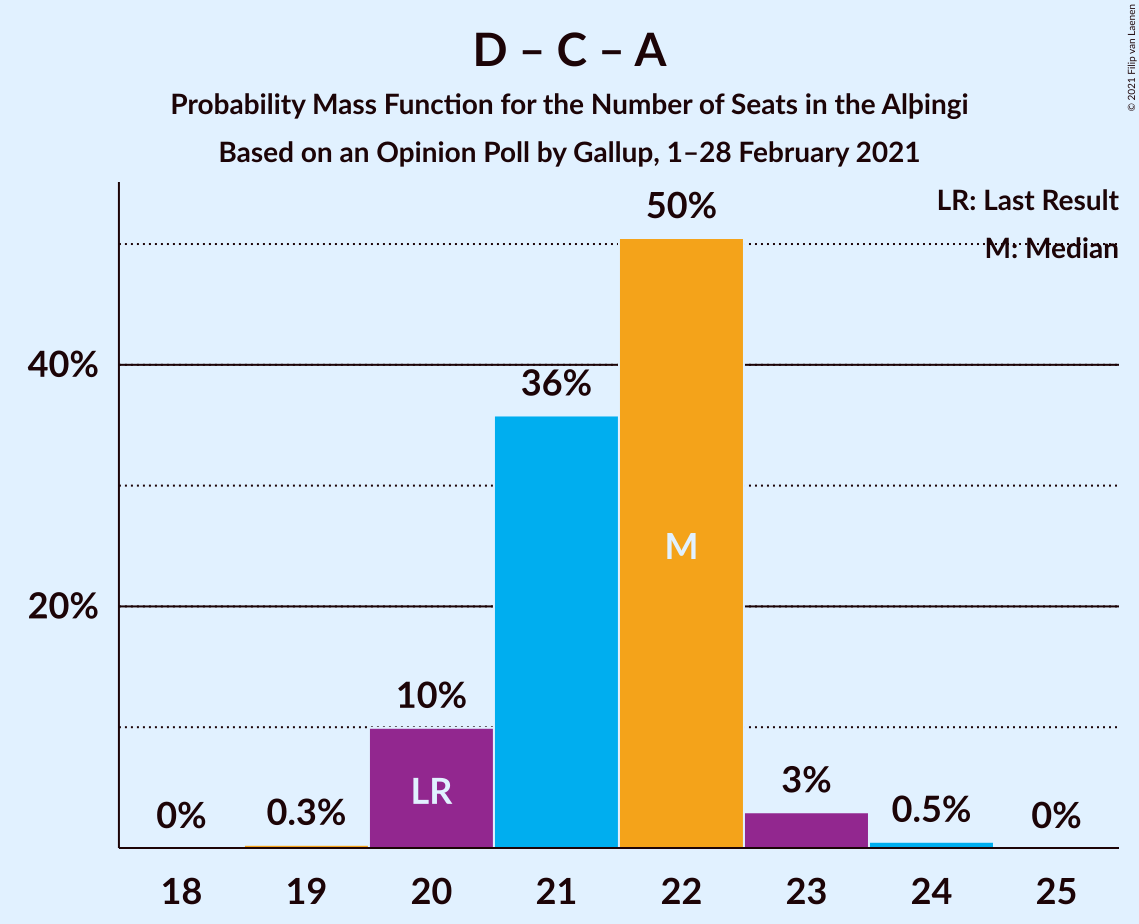 D – C – A
Probability Mass Function for the Number of Seats in the Alþingi
Based on an Opinion Poll by Gallup, 1–28 February 2021
© 2021 Filip van Laenen
LR: Last Result
M: Median
50%
40%
36%
M
20%
10%
LR
3%
0%
0.3%
0.5%
0%
18 19 20 21 22 23 24 25